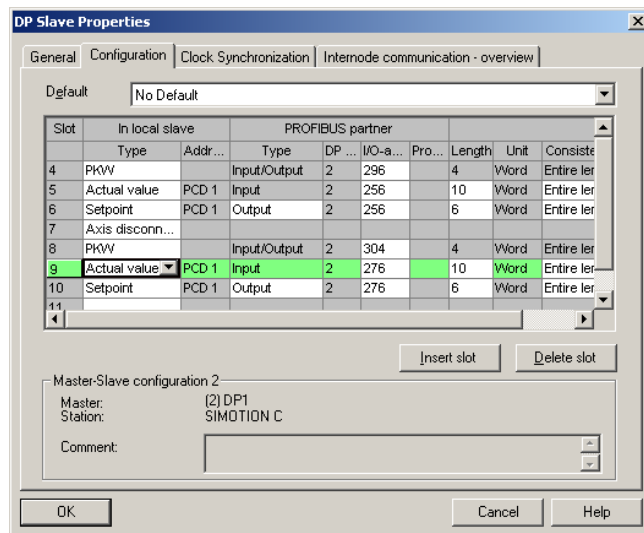 DP Slave Properties
General Configuration Clock Synchronization Internode communication - overview
Default No Default
Slot In local slave PROFIBUS partner
Type Addr... Type DP ... I/O-a... Pro... Length Unit Consiste
4 PKW Input/Output 2 296 4 Word Entire ler
5 Actual value PCD 1 Input 2 256 10 Word Entire ler
6 Setpoint PCD 1 Output 2 256 6 Word Entire ler
7 Axis disconn...
8 PKW Input/Output 2 304 4 Word Entire ler
9 Actual value PCD 1 Input 2 276 10 Word Entire ler
10 Setpoint PCD 1 Output 2 276 6 Word Entire ler
11
Insert slot Delete slot
Master-Slave configuration 2
Master: (2) DP1
Station: SIMOTION C
Comment:
OK Cancel Help